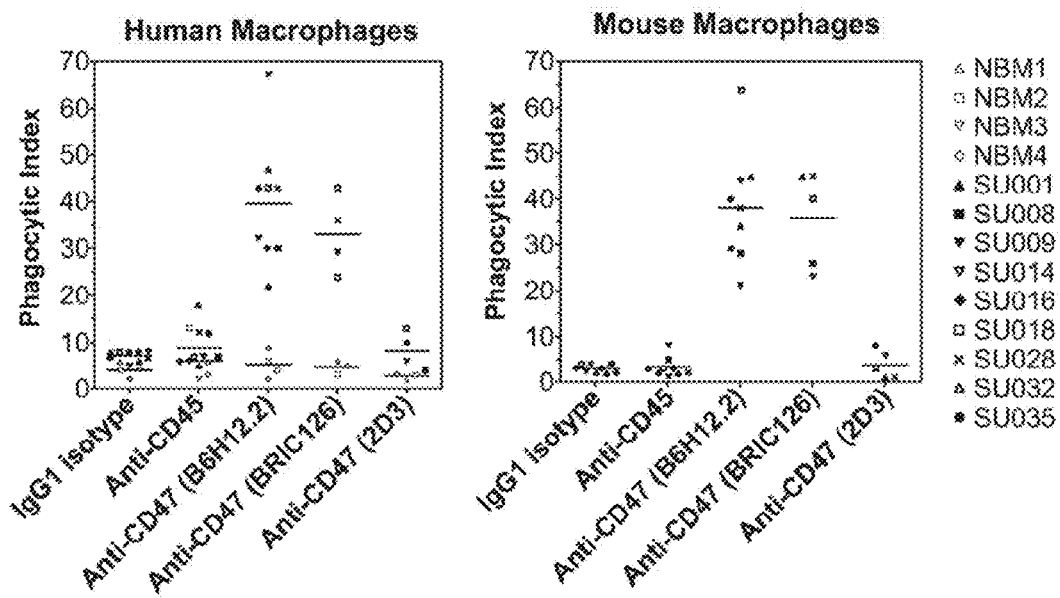 Human Macrophages
Phagocytic Index
70
60
50
40
30
20
10
0
IgG1 isotype
Anti-CD45
Anti-CD47 (B6H12.2)
Anti-CD47 (BRIC126)
Anti-CD47 (2D3)
Mouse Macrophages
Phagocytic Index
70
60
50
40
30
20
10
0
IgG1 isotype
Anti-CD45
Anti-CD47 (B6H12.2)
Anti-CD47 (BRIC126)
Anti-CD47 (2D3)
NBM1
NBM2
NBM3
NBM4
SU001
SU008
SU009
SU014
SU016
SU018
SU028
SU032
SU035